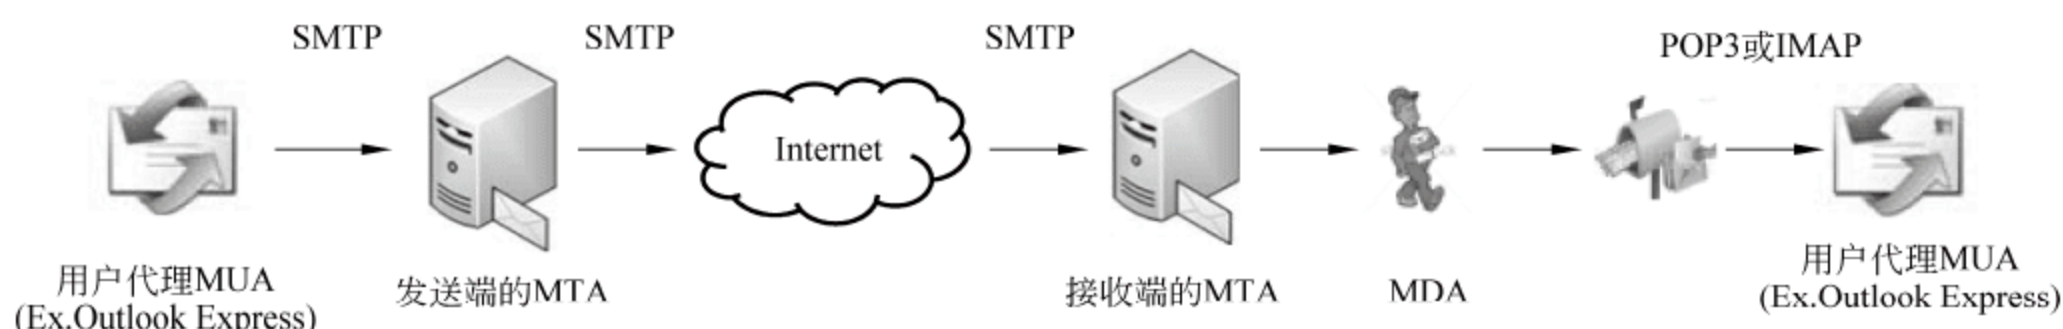 SMTP
SMTP
SMTP
POP3或IMAP
Internet
用户代理MUA
(Ex.Outlook Express)
发送端的MTA
接收端的MTA
MDA
用户代理MUA
(Ex.Outlook Express)